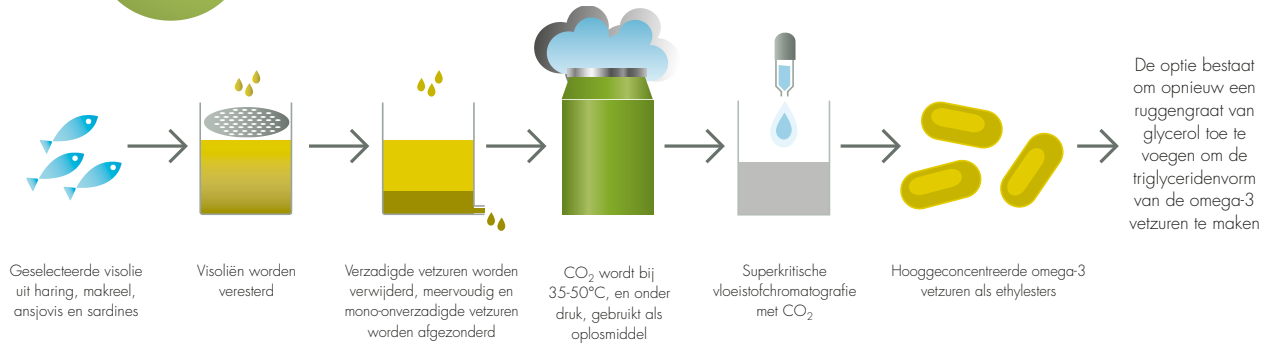 Geselecteerde visolie
uit haring, makreel,
ansjovis en sardines
Visoliën worden
veresterd
Verzadigde vetzuren worden
verwijderd, meervoudig en
mono-onverzadigde vetzuren
worden afgezonderd
CO₂ wordt bij
35-50°C, en onder
druk, gebruikt als
oplosmiddel
Superkritische
vloeistofchromatografie
met CO₂
Hooggeconcentreerde omega-3
vetzuren als ethylesters
De optie bestaat
om opnieuw een
ruggengraat van
glycerol toe te
voegen om de
triglyceridenvorm
van de omega-3
vetzuren te maken